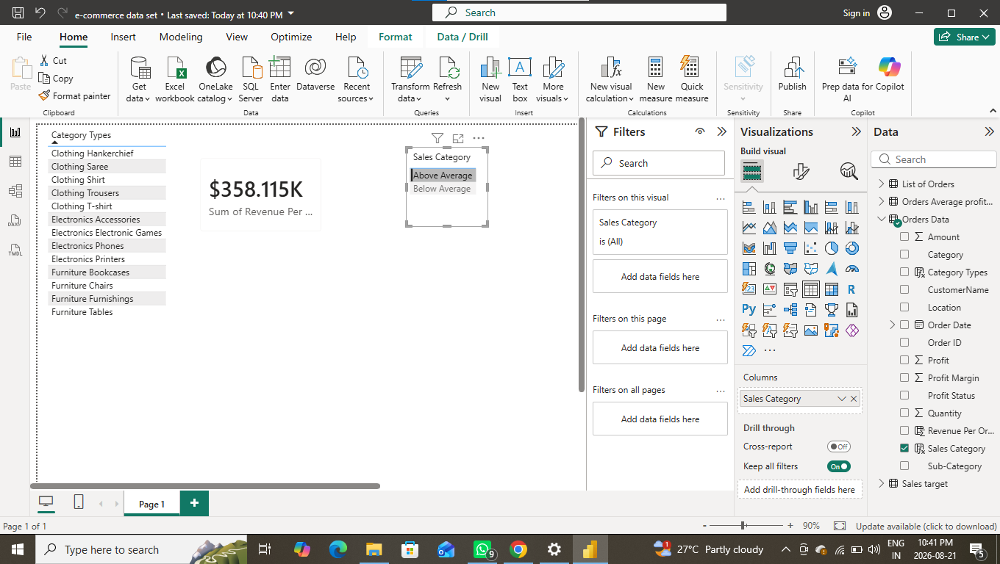 e-commerce data set • Last saved: Today at 10:40 PM
Search
Sign in
File
Home
Insert
Modeling
View
Optimize
Help
Format
Data / Drill
Share
Paste
Cut
Copy
Format painter
Clipboard
Get data
Excel workbook
OneLake catalog
SQL Server
Enter data
Dataverse
Recent sources
Data
Transform data
Refresh
Queries
New visual
Text box
More visuals
Insert
New visual calculation
New measure
Quick measure
Calculations
Sensitivity
Sensitivity
Publish
Share
Prep data for AI
Copilot
Copilot
Category Types
Clothing Hankerchief
Clothing Saree
Clothing Shirt
Clothing Trousers
Clothing T-shirt
Electronics Accessories
Electronics Electronic Games
Electronics Phones
Electronics Printers
Furniture Bookcases
Furniture Chairs
Furniture Furnishings
Furniture Tables
$358.115K
Sum of Revenue Per ...
Sales Category
Above Average
Below Average
Filters
Search
Filters on this visual
Sales Category
is (All)
Add data fields here
Filters on this page
Add data fields here
Filters on all pages
Add data fields here
Visualizations
Build visual
Columns
Sales Category
Drill through
Cross-report
Off
Keep all filters
On
Add drill-through fields here
Data
Search
List of Orders
Orders Average profit...
Orders Data
Amount
Category
Category Types
CustomerName
Location
Order Date
Order ID
Profit
Profit Margin
Profit Status
Quantity
Revenue Per Or...
Sales Category
Sub-Category
Sales target
Page 1
Page 1 of 1
90%
Update available (click to download)
Type here to search
9
1
27°C Partly cloudy
ENG
IN
10:41 PM
2026-08-21
5